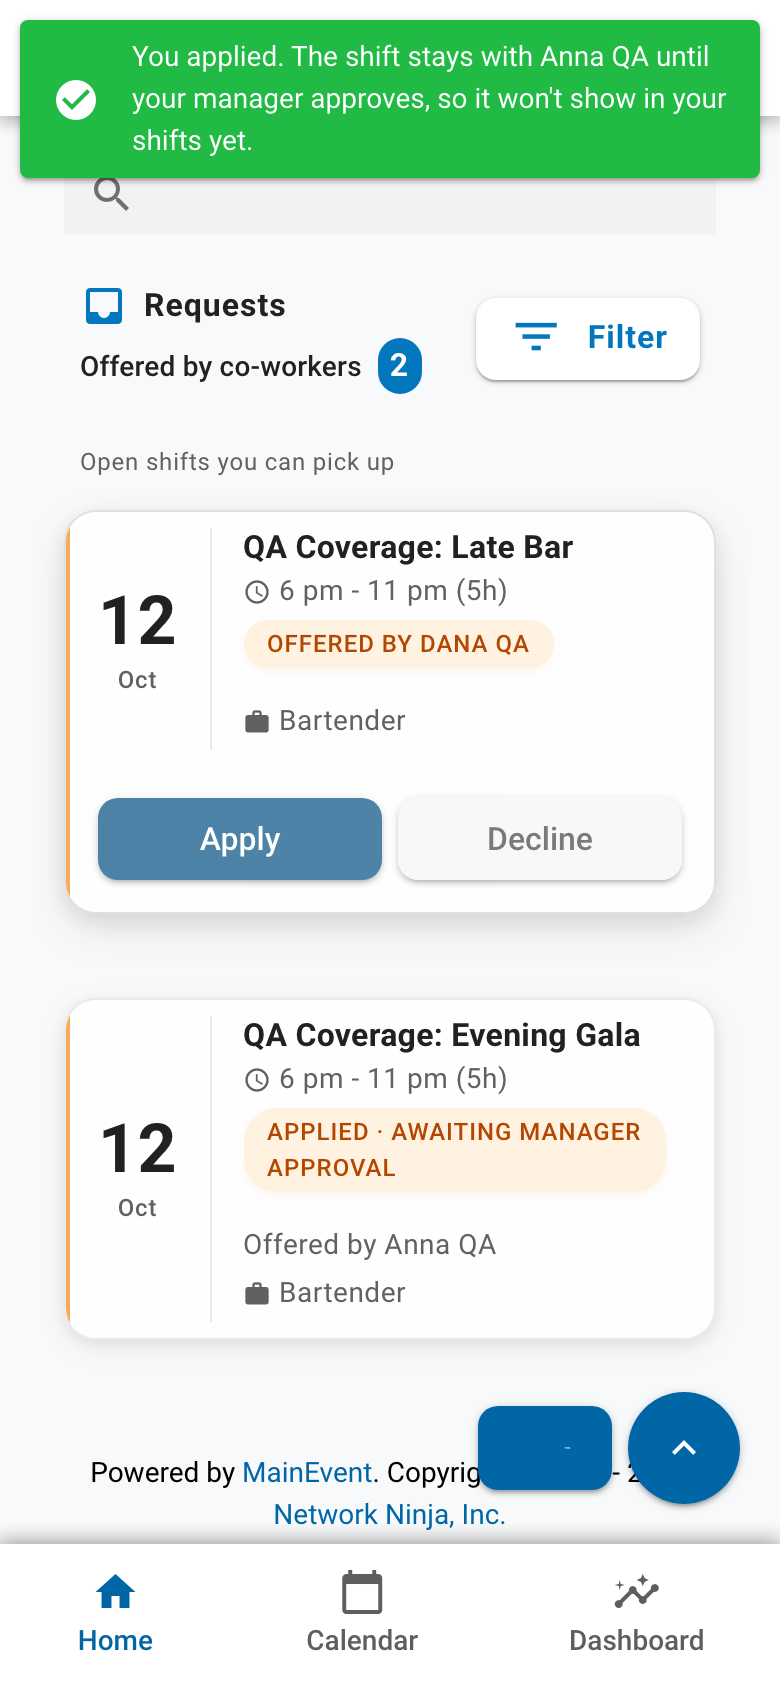 You applied. The shift stays with Anna QA until
your manager approves, so it won't show in your
shifts yet.
Requests
Offered by co-workers 2
Filter
Open shifts you can pick up
12
Oct
QA Coverage: Late Bar
6 pm - 11 pm (5h)
OFFERED BY DANA QA
Bartender
Apply
Decline
12
Oct
QA Coverage: Evening Gala
6 pm - 11 pm (5h)
APPLIED · AWAITING MANAGER
APPROVAL
Offered by Anna QA
Bartender
Powered by MainEvent.
Network Ninja, Inc.
Home
Calendar
Dashboard